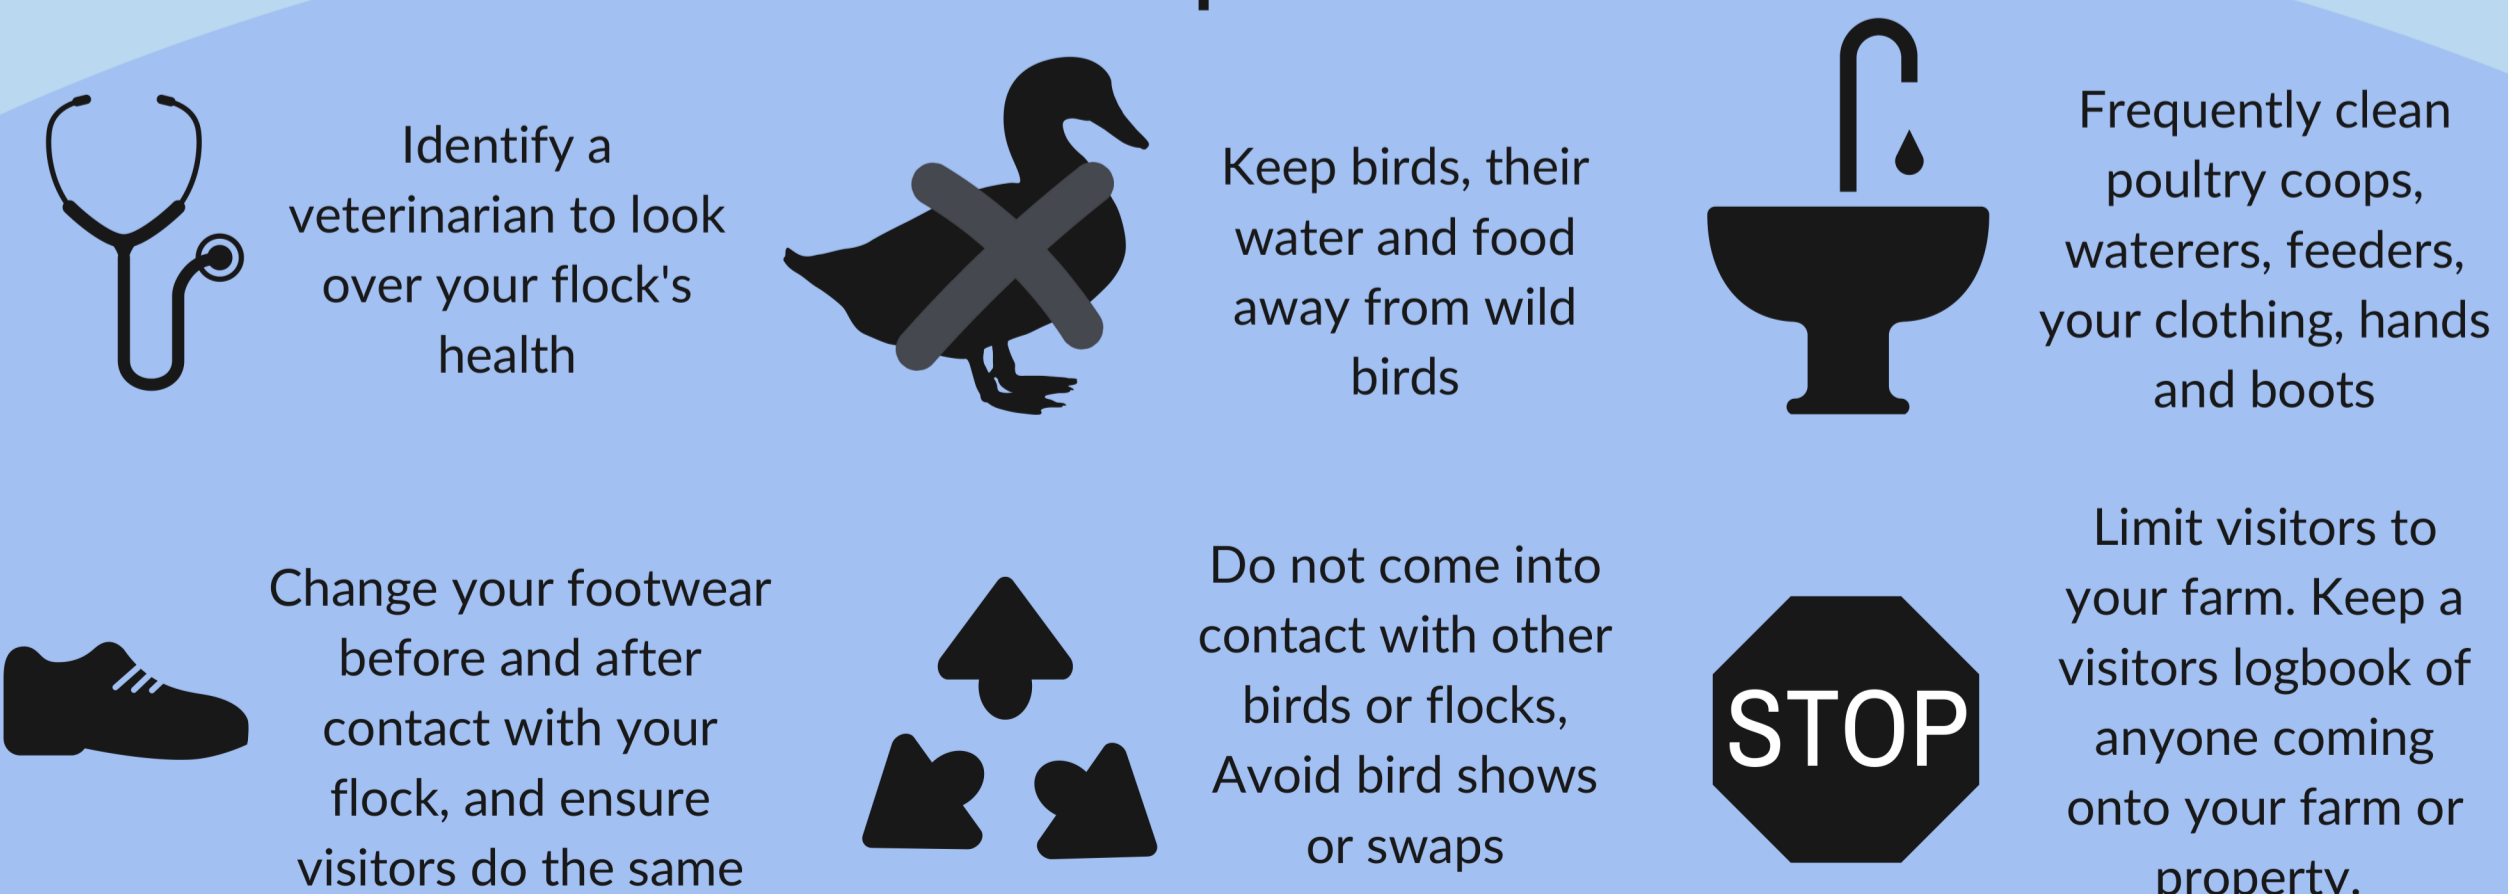 Identify a
veterinarian to look
over your flock's
health
Keep birds, their
water and food
away from wild
birds
Frequently clean
poultry coops,
waterers, feeders,
your clothing, hands
and boots
Change your footwear
before and after
contact with your
flock, and ensure
visitors do the same
Do not come into
contact with other
birds or flocks,
Avoid bird shows
or swaps
STOP
Limit visitors to
your farm. Keep a
visitors logbook of
anyone coming
onto your farm or
property.